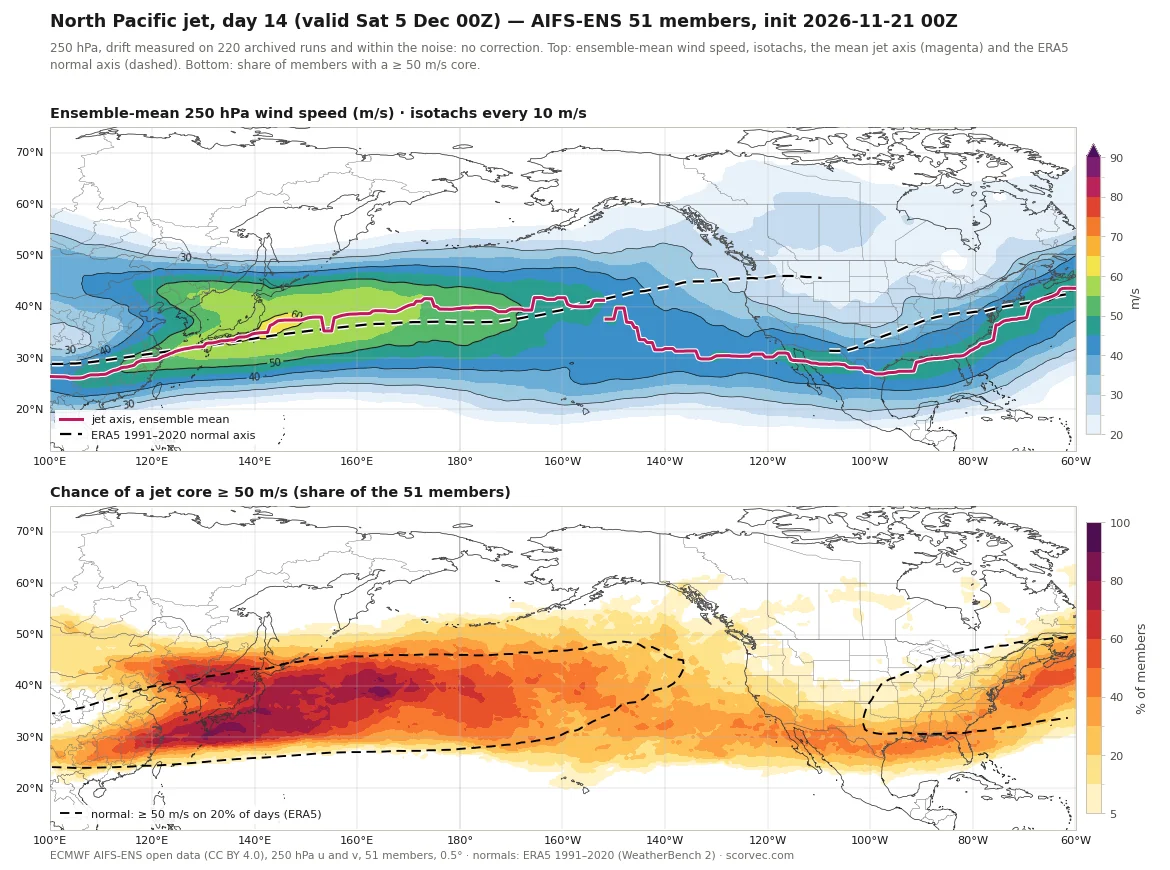 North Pacific jet, day 14 (valid Sat 5 Dec 00Z) — AIFS-ENS 51 members, init 2026-11-21 00Z
250 hPa, drift measured on 220 archived runs and within the noise: no correction. Top: ensemble-mean wind speed, isotachs, the mean jet axis (magenta) and the ERA5
normal axis (dashed). Bottom: share of members with a ≥ 50 m/s core.
Ensemble-mean 250 hPa wind speed (m/s) · isotachs every 10 m/s
70°N
60°N
50°N
40°N
30°N
20°N
30
60
30
40
50
40
30
jet axis, ensemble mean
ERA5 1991–2020 normal axis
100°E 120°E 140°E 160°E 180° 160°W 140°W 120°W 100°W 80°W 60°W
90
80
70
60
50
40
30
20
m/s
Chance of a jet core ≥ 50 m/s (share of the 51 members)
70°N
60°N
50°N
40°N
30°N
20°N
normal: ≥ 50 m/s on 20% of days (ERA5)
100°E 120°E 140°E 160°E 180° 160°W 140°W 120°W 100°W 80°W 60°W
100
80
60
40
20
5
% of members
ECMWF AIFS-ENS open data (CC BY 4.0), 250 hPa u and v, 51 members, 0.5° · normals: ERA5 1991–2020 (WeatherBench 2) · scorvec.com